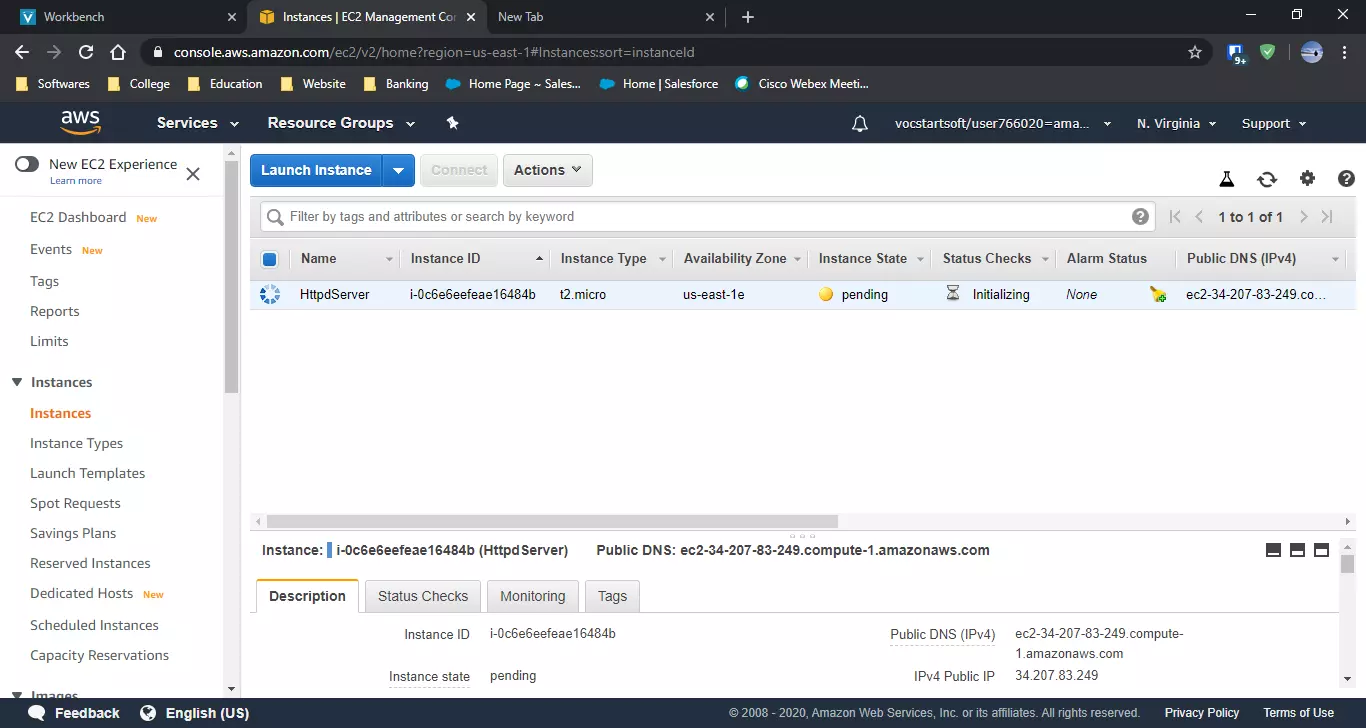 Workbench
Instances | EC2 Management Con
New Tab
console.aws.amazon.com/ec2/v2/home?region=us-east-1#Instances:sort=instanceId
9+
Softwares College Education Website Banking Home Page ~ Sales... Home | Salesforce Cisco Webex Meeti...
aws Services Resource Groups vocstartsoft/user766020=ama... N. Virginia Support
New EC2 Experience
Learn more
EC2 Dashboard New
Events New
Tags
Reports
Limits
Instances
Instances
Instance Types
Launch Templates
Spot Requests
Savings Plans
Reserved Instances
Dedicated Hosts New
Scheduled Instances
Capacity Reservations
Images
Launch Instance Connect Actions
Filter by tags and attributes or search by keyword 1 to 1 of 1
Name Instance ID Instance Type Availability Zone Instance State Status Checks Alarm Status Public DNS (IPv4)
HttpdServer i-0c6e6eefeae16484b t2.micro us-east-1e pending Initializing None ec2-34-207-83-249.co...
Instance: i-0c6e6eefeae16484b (HttpdServer) Public DNS: ec2-34-207-83-249.compute-1.amazonaws.com
Description Status Checks Monitoring Tags
Instance ID i-0c6e6eefeae16484b
Public DNS (IPv4) ec2-34-207-83-249.compute-
1.amazonaws.com
Instance state pending
IPv4 Public IP 34.207.83.249
Feedback English (US) © 2008 - 2020, Amazon Web Services, Inc. or its affiliates. All rights reserved. Privacy Policy Terms of Use